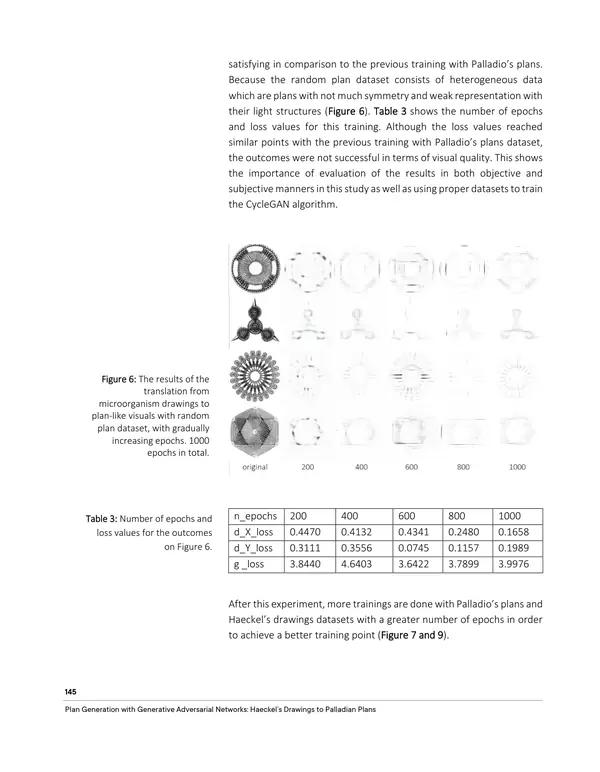 satisfying in comparison to the previous training with Palladio's plans.
Because the random plan dataset consists of heterogeneous data
which are plans with not much symmetry and weak representation with
their light structures (Figure 6). Table 3 shows the number of epochs
and loss values for this training. Although the loss values reached
similar points with the previous training with Palladio's plans dataset,
the outcomes were not successful in terms of visual quality. This shows
the importance of evaluation of the results in both objective and
subjective manners in this study as well as using proper datasets to train
the CycleGAN algorithm.
Figure 6: The results of the
translation from
microorganism drawings to
plan-like visuals with random
plan dataset, with gradually
increasing epochs. 1000
epochs in total.
original 200 400 600 800 1000
Table 3: Number of epochs and
loss values for the outcomes
on Figure 6.
n_epochs 200 400 600 800 1000
d_X_loss 0.4470 0.4132 0.4341 0.2480 0.1658
d_Y_loss 0.3111 0.3556 0.0745 0.1157 0.1989
g _loss 3.8440 4.6403 3.6422 3.7899 3.9976
After this experiment, more trainings are done with Palladio's plans and
Haeckel's drawings datasets with a greater number of epochs in order
to achieve a better training point (Figure 7 and 9).
145
Plan Generation with Generative Adversarial Networks: Haeckel's Drawings to Palladian Plans